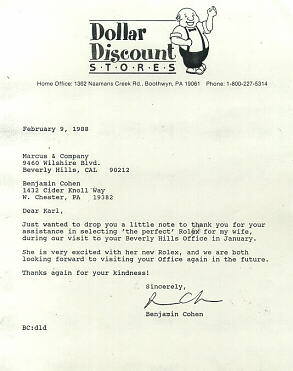 Dollar
Discount
S·T·O·R·E·S
Home Office: 1362 Naamans Creek Rd., Boothwyn, PA 19061 Phone: 1-800-227-5314
February 9, 1988
Marcus & Company
9460 Wilshire Blvd.
Beverly Hills, CAL 90212
Benjamin Cohen
1432 Cider Knoll Way
W. Chester, PA 19382
Dear Karl,
Just wanted to drop you a little note to thank you for your
assistance in selecting 'the perfect' Rolex for my wife,
during our visit to your Beverly Hills Office in January.
She is very excited with her new Rolex, and we are both
looking forward to visiting your Office again in the future.
Thanks again for your kindness!
Sincerely,
Benjamin Cohen
BC:dld